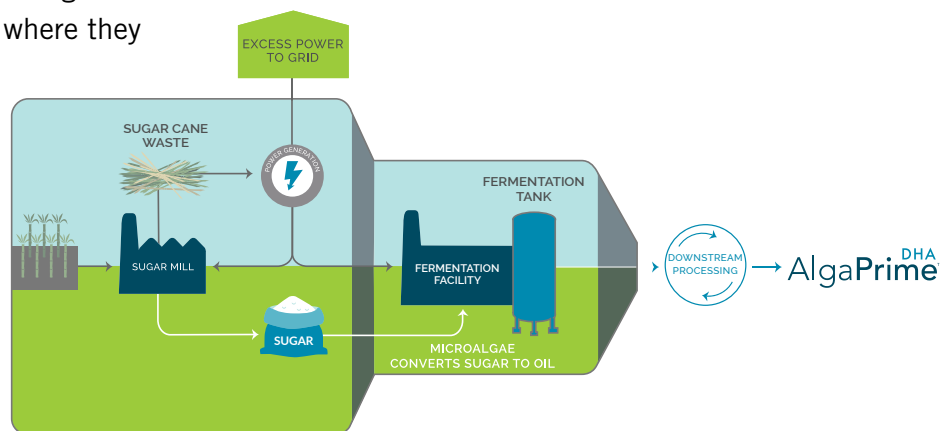 where they
EXCESS POWER
TO GRID
SUGAR CANE
WASTE
POWER GENERATION
FERMENTATION
TANK
SUGAR MILL
FERMENTATION
FACILITY
DOWNSTREAM
PROCESSING
AlgaPrime DHA
SUGAR
MICROALGAE
CONVERTS SUGAR TO OIL